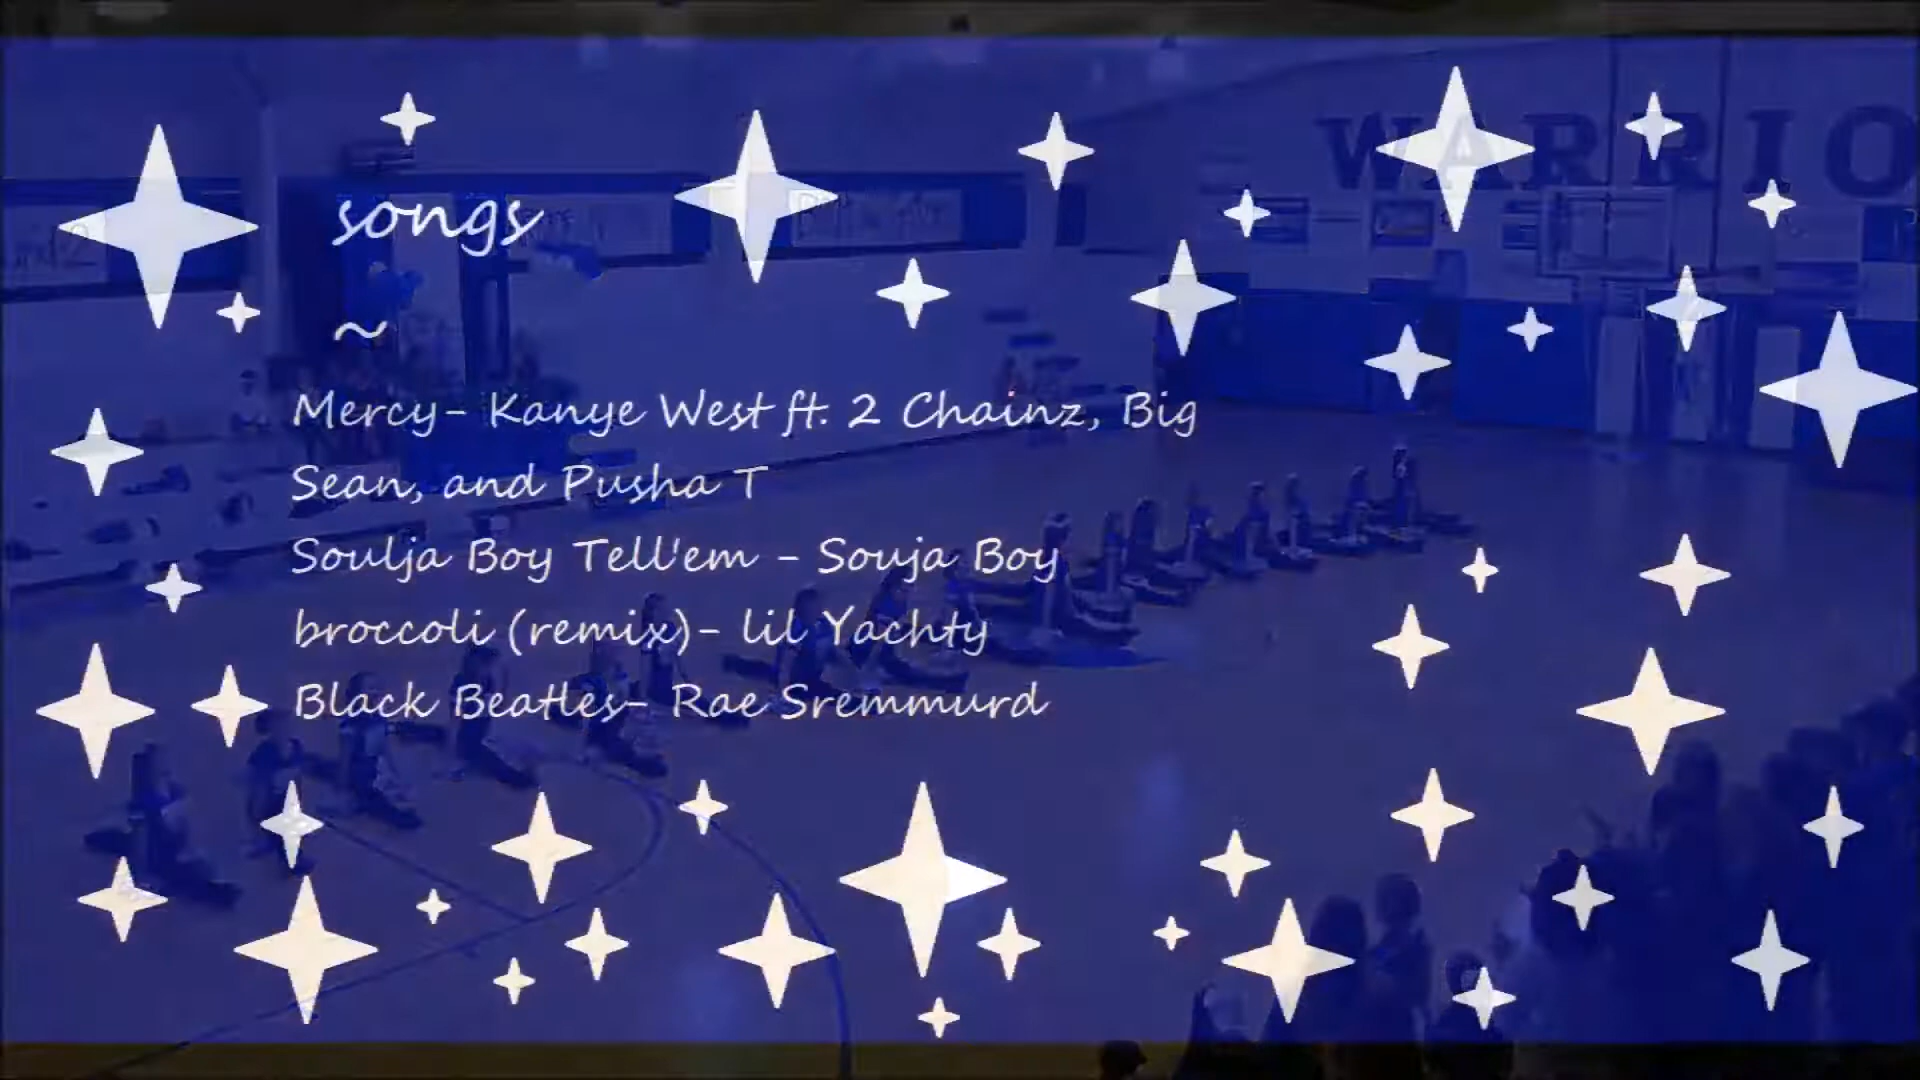 WARRIO
songs
~
Mercy- Kanye West ft. 2 Chainz, Big
Sean, and Pusha T
Soulja Boy Tell'em - Souja Boy
broccoli (remix)- lil Yachty
Black Beatles- Rae Sremmurd